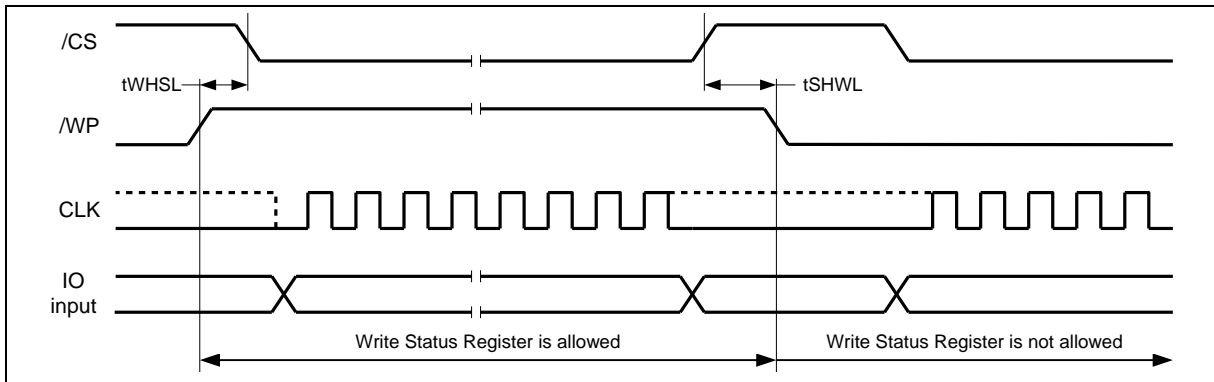 /CS
tWHSL
tSHWL
/WP
CLK
IO
input
Write Status Register is allowed
Write Status Register is not allowed